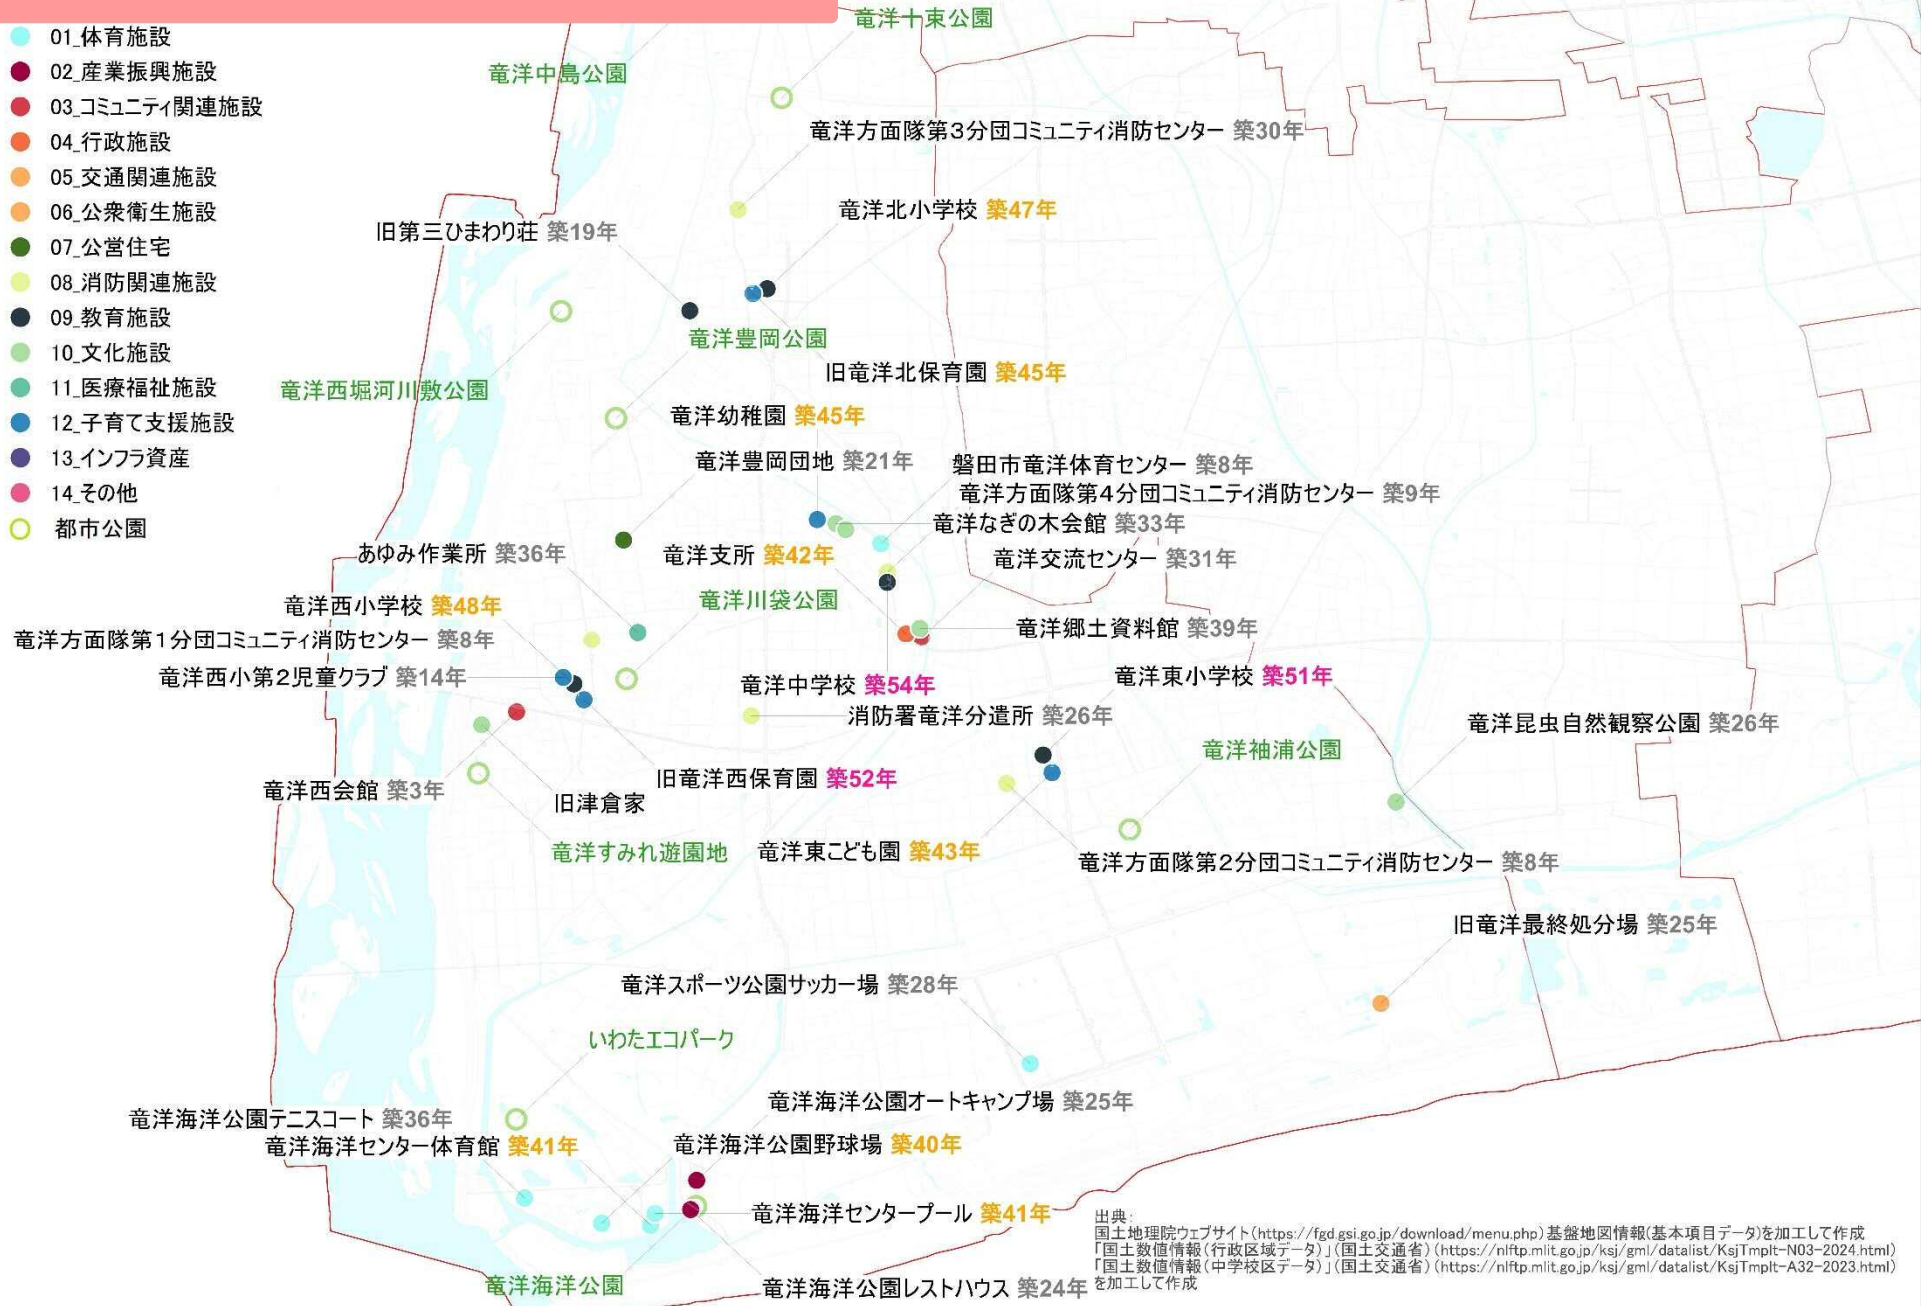 竜洋十束公園
01_体育施設
02_産業振興施設
03_コミュニティ関連施設
04_行政施設
05_交通関連施設
06_公衆衛生施設
07_公営住宅
08_消防関連施設
09_教育施設
10_文化施設
11_医療福祉施設
12_子育て支援施設
13_インフラ資産
14_その他
都市公園
竜洋中島公園
竜洋方面隊第3分団コミュニティ消防センター 築30年
竜洋北小学校 築47年
旧第三ひまわり荘 築19年
竜洋豊岡公園
旧竜洋北保育園 築45年
竜洋西堀河川敷公園
竜洋幼稚園 築45年
竜洋豊岡団地 築21年
磐田市竜洋体育センター 築8年
竜洋方面隊第4分団コミュニティ消防センター 築9年
竜洋なぎの木会館 築33年
あゆみ作業所 築36年
竜洋支所 築42年
竜洋交流センター 築31年
竜洋西小学校 築48年
竜洋川袋公園
竜洋郷土資料館 築39年
竜洋方面隊第1分団コミュニティ消防センター 築8年
竜洋西小第2児童クラブ 築14年
竜洋中学校 築54年
竜洋東小学校 築51年
消防署竜洋分遣所 築26年
竜洋昆虫自然観察公園 築26年
竜洋袖浦公園
旧竜洋西保育園 築52年
竜洋西会館 築3年
旧津倉家
竜洋すみれ遊園地
竜洋東こども園 築43年
竜洋方面隊第2分団コミュニティ消防センター 築8年
旧竜洋最終処分場 築25年
竜洋スポーツ公園サッカー場 築28年
いわたエコパーク
竜洋海洋公園オートキャンプ場 築25年
竜洋海洋公園テニスコート 築36年
竜洋海洋センター体育館 築41年
竜洋海洋公園野球場 築40年
竜洋海洋センタープール 築41年
竜洋海洋公園
竜洋海洋公園レストハウス 築24年
出典:
国土地理院ウェブサイト(https://fgd.gsi.go.jp/download/menu.php)基盤地図情報(基本項目データ)を加工して作成
「国土数値情報(行政区域データ)」(国土交通省)(https://nlftp.mlit.go.jp/ksj/gml/datalist/KsjTmplt-N03-2024.html)
「国土数値情報(中学校区データ)」(国土交通省)(https://nlftp.mlit.go.jp/ksj/gml/datalist/KsjTmplt-A32-2023.html)
を加工して作成